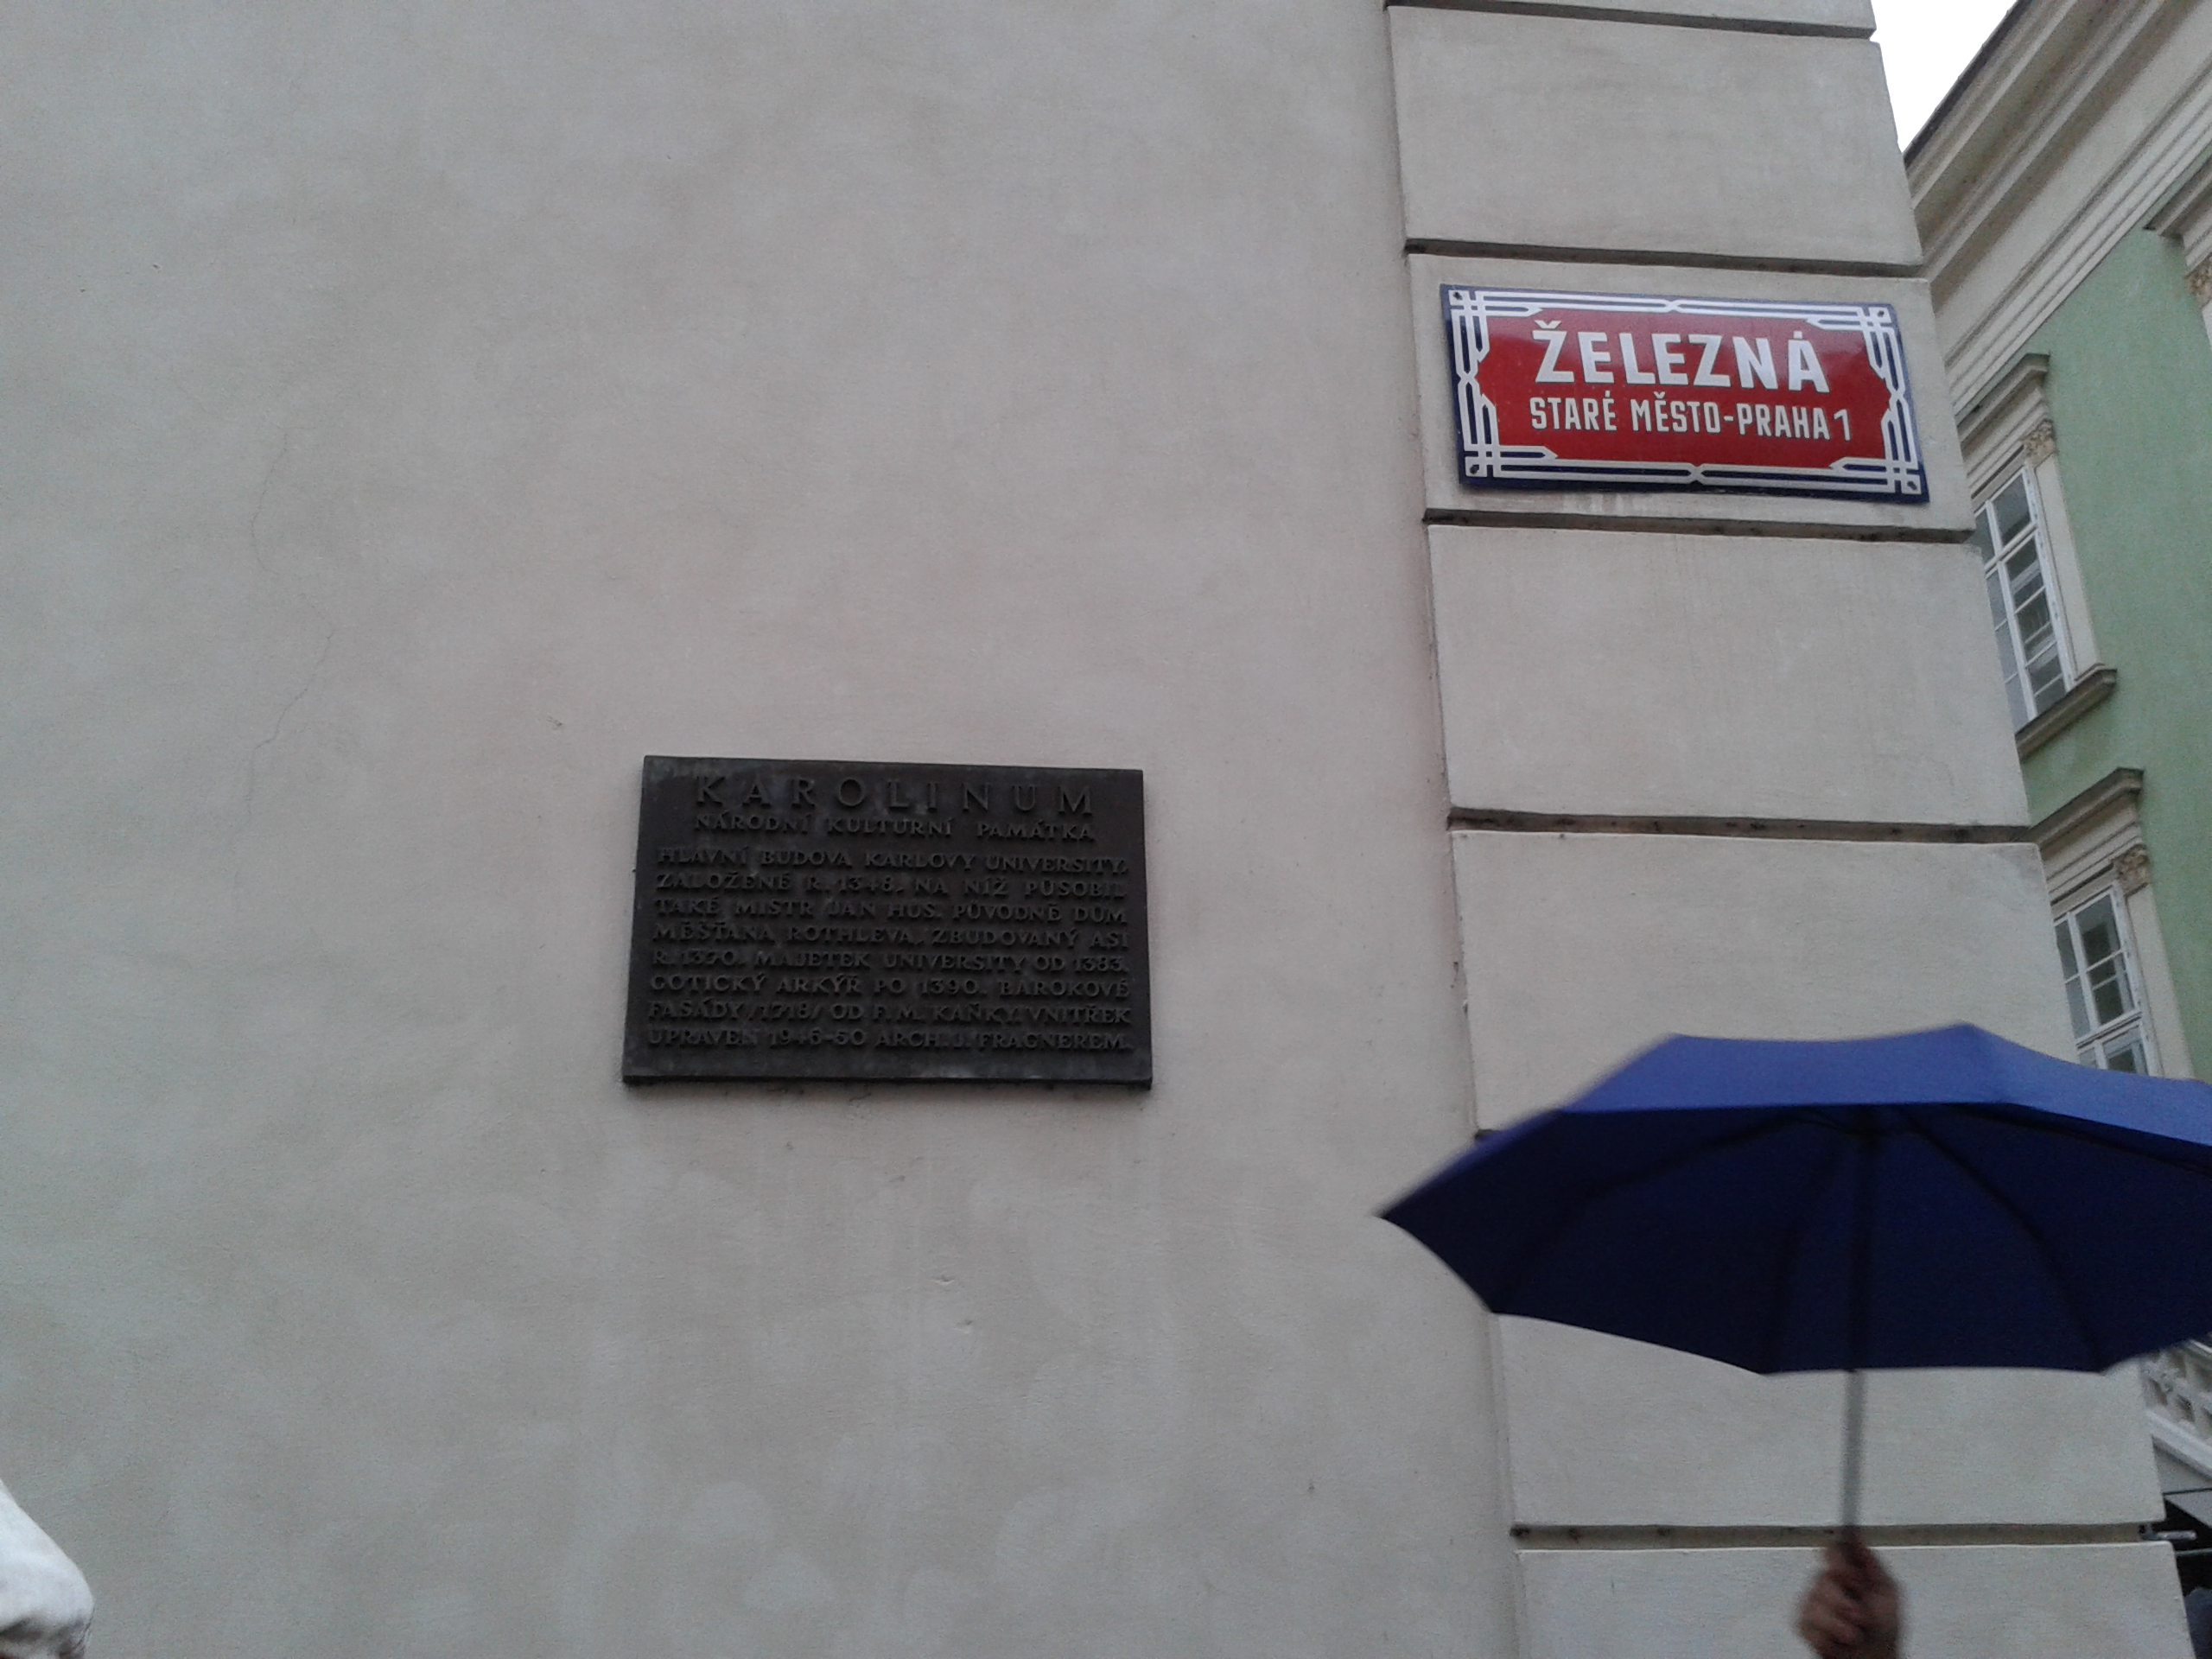 ŽELEZNÁ
STARÉ MĚSTO-PRAHA 1
KAROLINUM
NÁRODNÍ KULTURNÍ PAMÁTKA
HLAVNÍ BUDOVA KARLOVY UNIVERSITY,
ZALOŽENÉ R. 1348, NA NÍŽ PŮSOBIL
TAKÉ MISTR JAN HUS. PŮVODNĚ DŮM
MĚŠŤANA ROTHLEVA, ZBUDOVANÝ ASI
R. 1370. MAJETEK UNIVERSITY OD 1383.
GOTICKÝ ARKÝŘ PO 1390. BAROKOVÉ
FASÁDY /1718/ OD F. M. KAŇKY. VNITŘEK
UPRAVEN 1946-50 ARCH. J. FRAGNEREM.